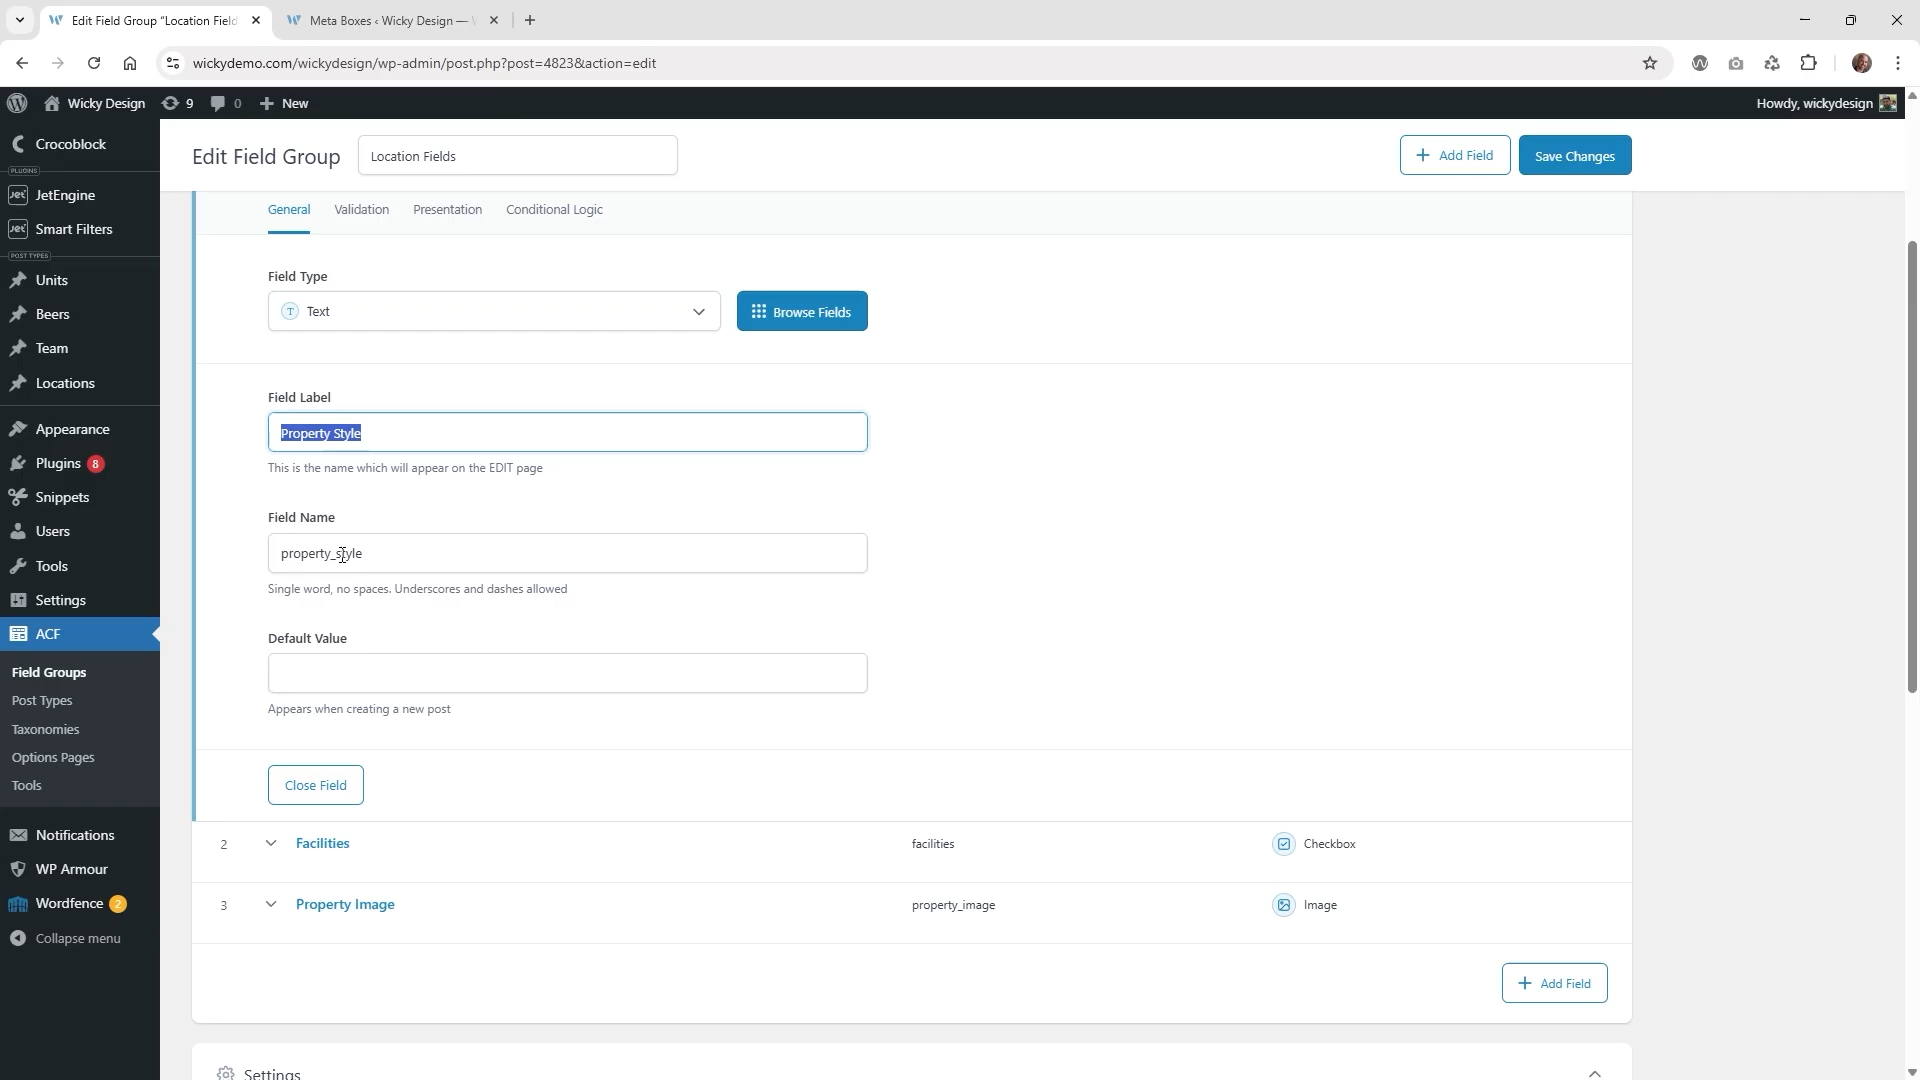 Edit Field Group "Location Field
Meta Boxes ‹ Wicky Design —
wickydemo.com/wickydesign/wp-admin/post.php?post=4823&action=edit
Wicky Design
9
0
New
Howdy, wickydesign
Crocoblock
PLUGINS
Jet
JetEngine
Jet
Smart Filters
POST TYPES
Units
Beers
Team
Locations
Appearance
Plugins
8
Snippets
Users
Tools
Settings
ACF
Field Groups
Post Types
Taxonomies
Options Pages
Tools
Notifications
WP Armour
Wordfence
2
Collapse menu
Edit Field Group
Location Fields
Add Field
Save Changes
General
Validation
Presentation
Conditional Logic
Field Type
T
Text
Browse Fields
Field Label
Property Style
This is the name which will appear on the EDIT page
Field Name
property_style
Single word, no spaces. Underscores and dashes allowed
Default Value
Appears when creating a new post
Close Field
2
Facilities
facilities
Checkbox
3
Property Image
property_image
Image
Add Field
Settings